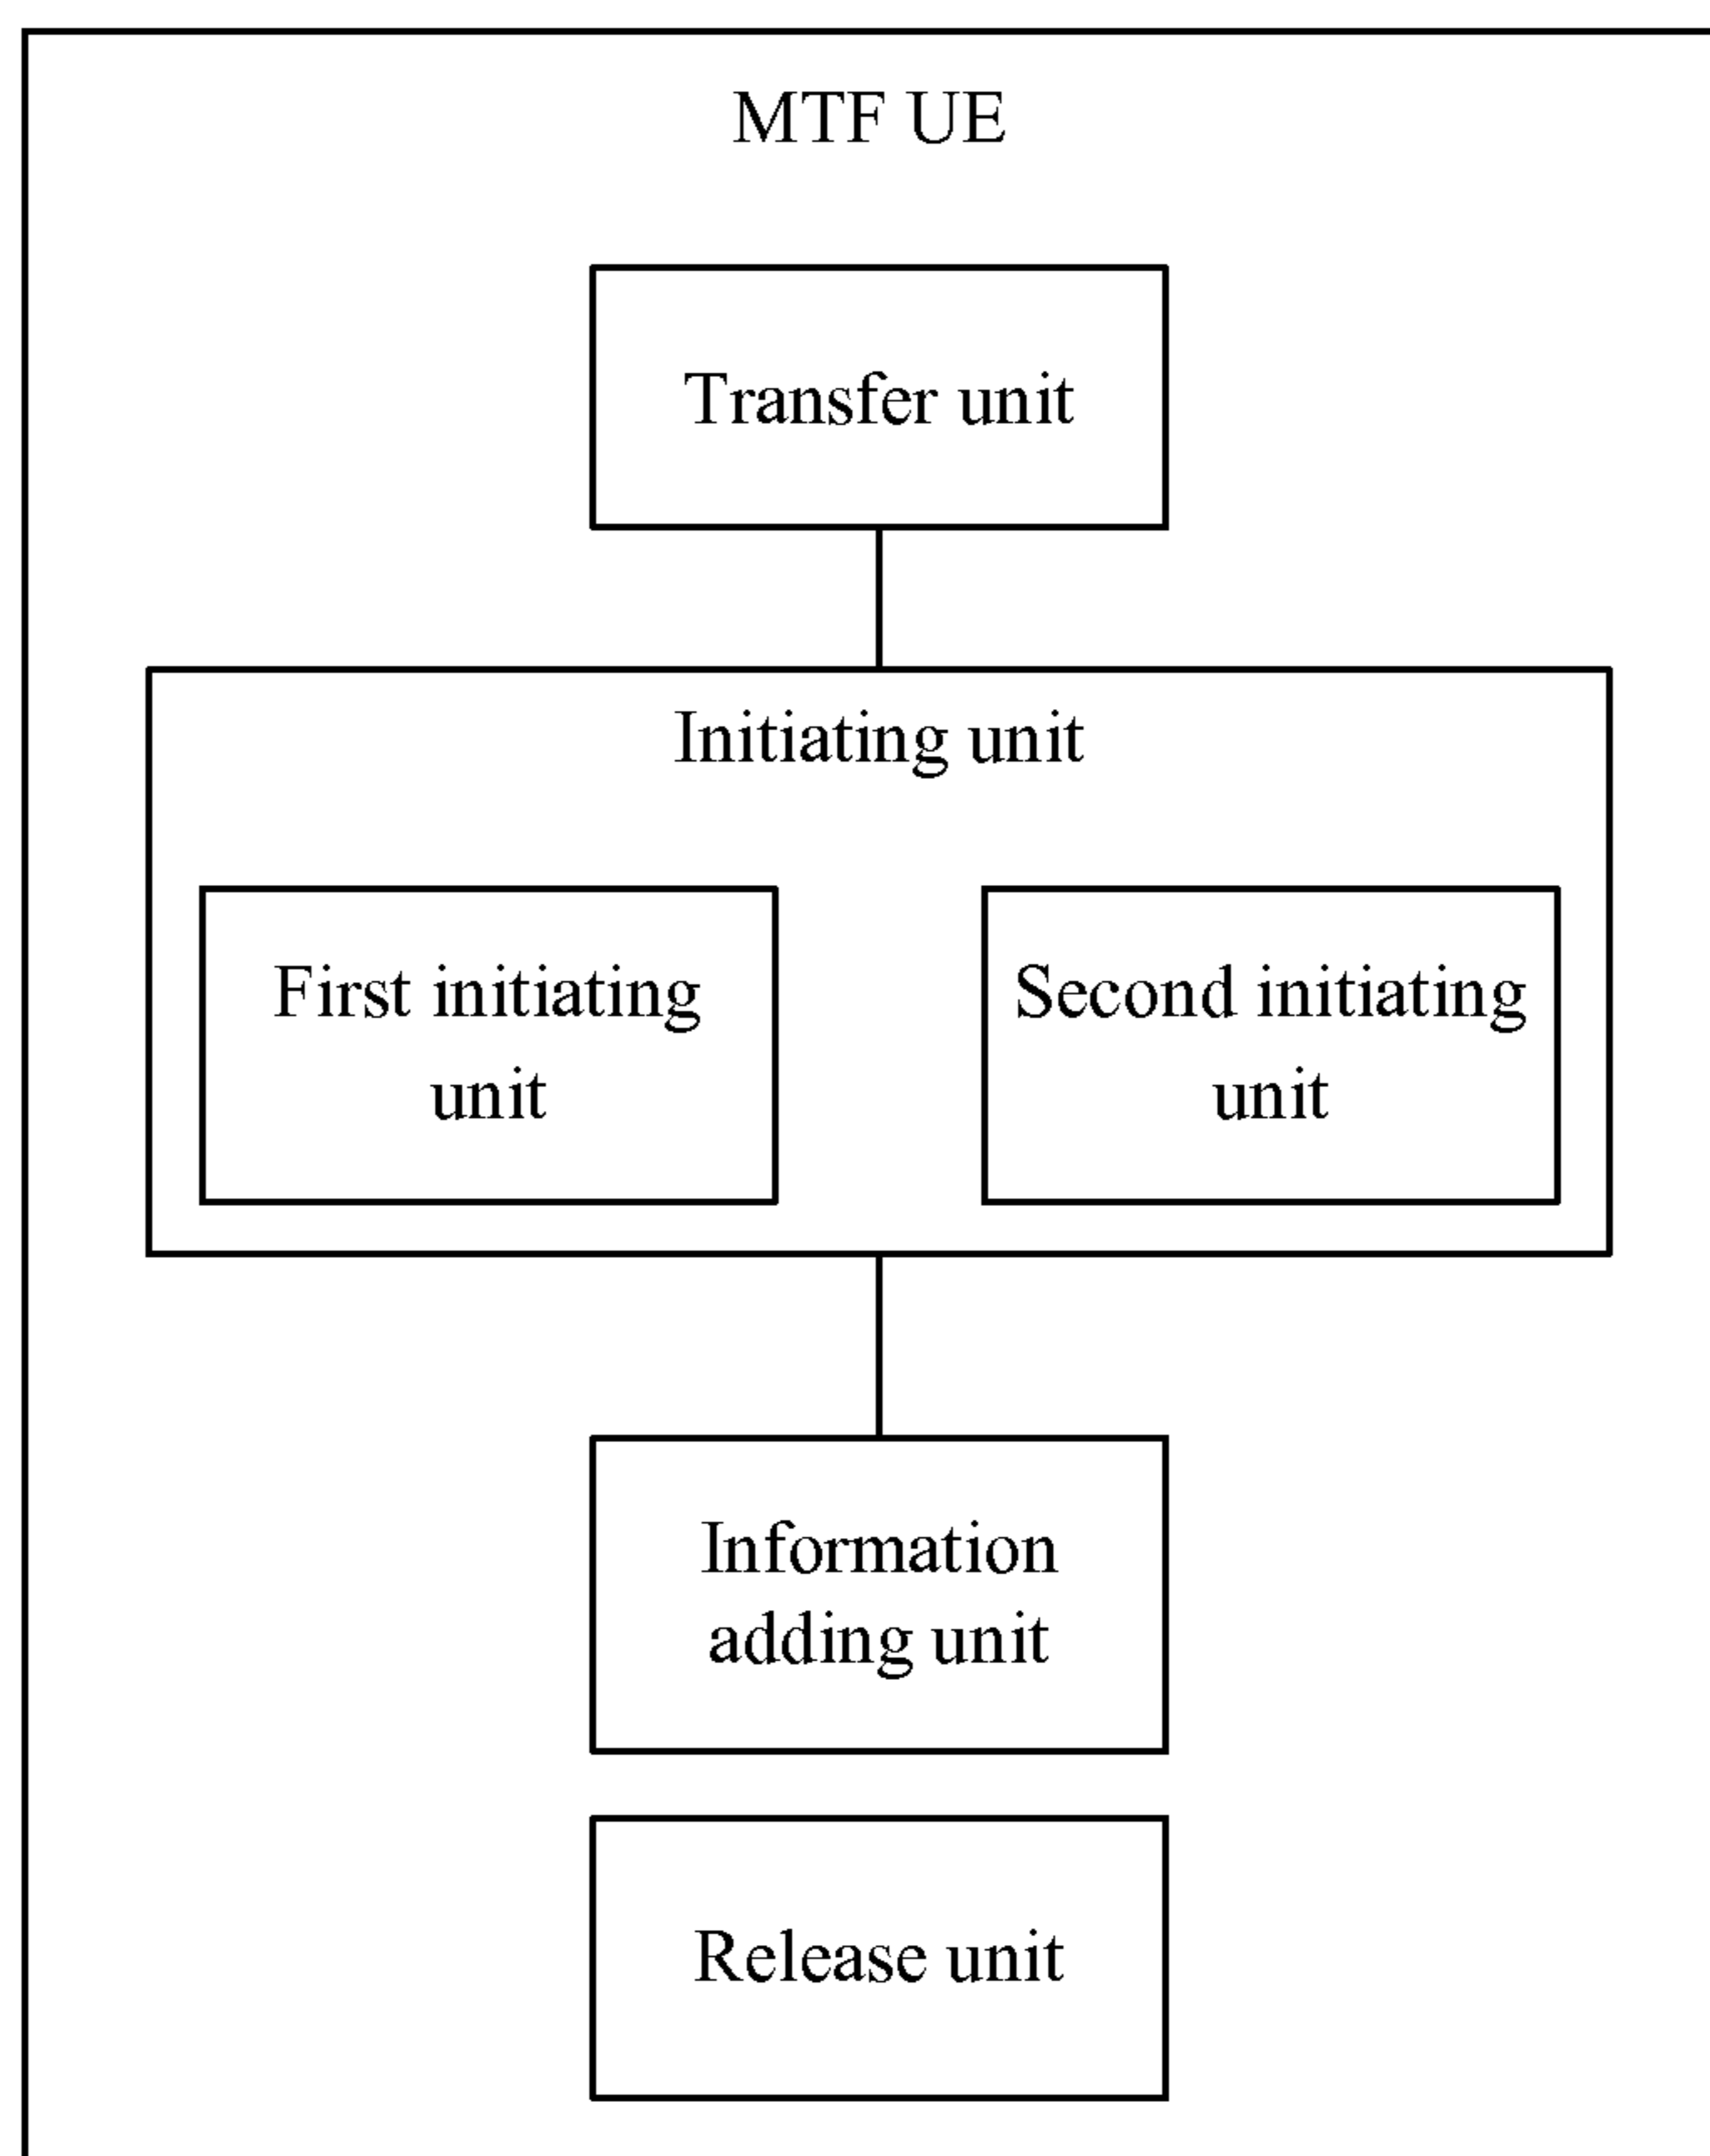 MTF UE
Transfer unit
Initiating unit
First initiating
unit
Second initiating
unit
Information
adding unit
Release unit